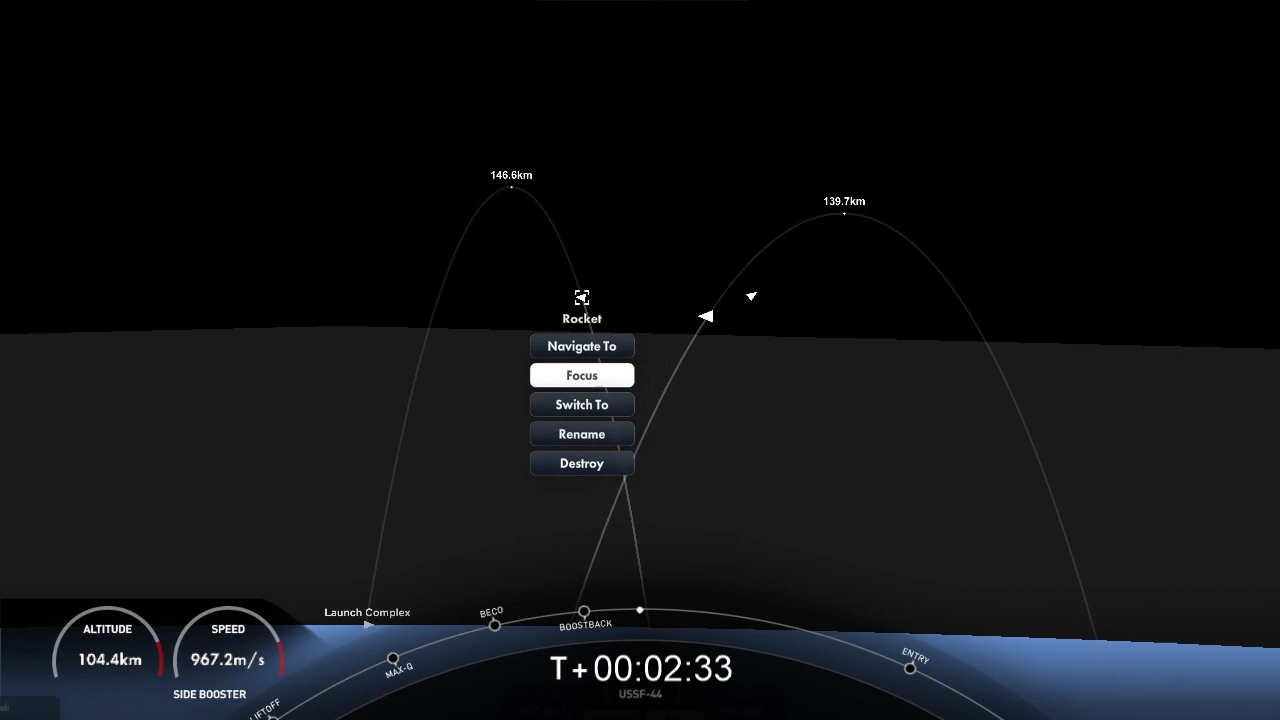 146.6km
139.7km
Rocket
Navigate To
Focus
Switch To
Rename
Destroy
Launch Complex
BECO
BOOSTBACK
MAX-Q
LIFTOFF
ENTRY
ALTITUDE
104.4km
SPEED
967.2m/s
SIDE BOOSTER
T+00:02:33
USSF-44